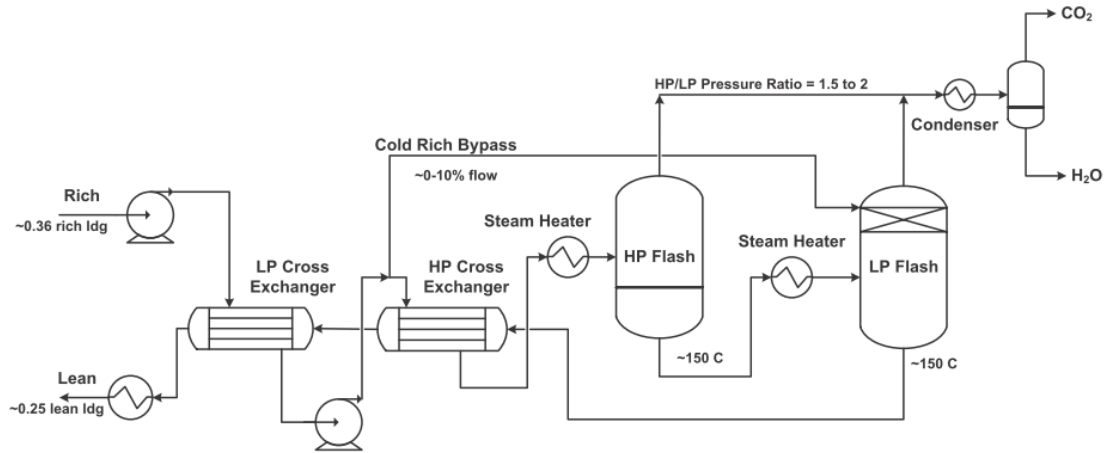 CO₂
HP/LP Pressure Ratio = 1.5 to 2
Condenser
Cold Rich Bypass
~0-10% flow
H₂O
Rich
~0.36 rich ldg
Steam Heater
Steam Heater
HP Flash
LP Flash
LP Cross
Exchanger
HP Cross
Exchanger
~150 C
~150 C
Lean
~0.25 lean ldg